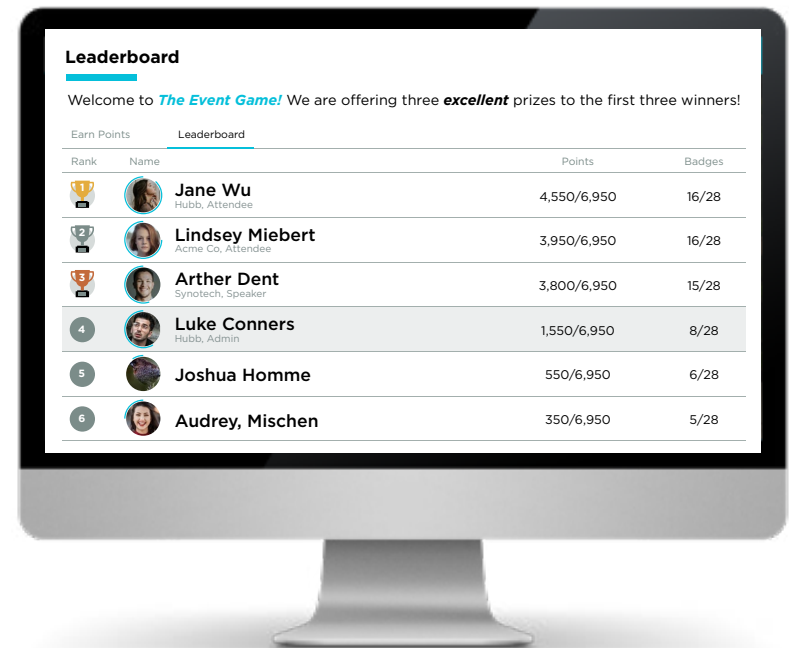 Leaderboard
Welcome to The Event Game! We are offering three excellent prizes to the first three winners!
Earn Points Leaderboard
Rank Name Points Badges
1 Jane Wu 4,550/6,950 16/28
Hubb, Attendee
2 Lindsey Miebert 3,950/6,950 16/28
Acme Co, Attendee
3 Arther Dent 3,800/6,950 15/28
Synotech, Speaker
4 Luke Conners 1,550/6,950 8/28
Hubb, Admin
5 Joshua Homme 550/6,950 6/28
6 Audrey, Mischen 350/6,950 5/28